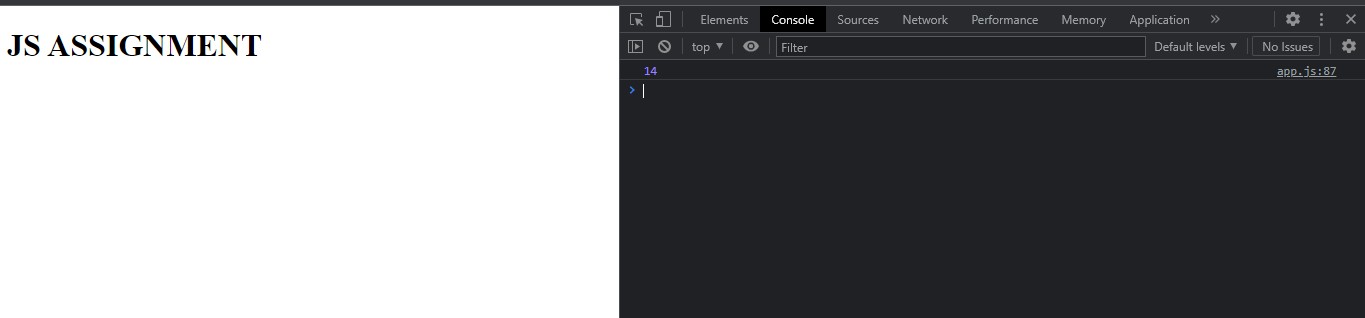 JS ASSIGNMENT
Elements Console Sources Network Performance Memory Application
top Filter Default levels No Issues
14 app.js:87